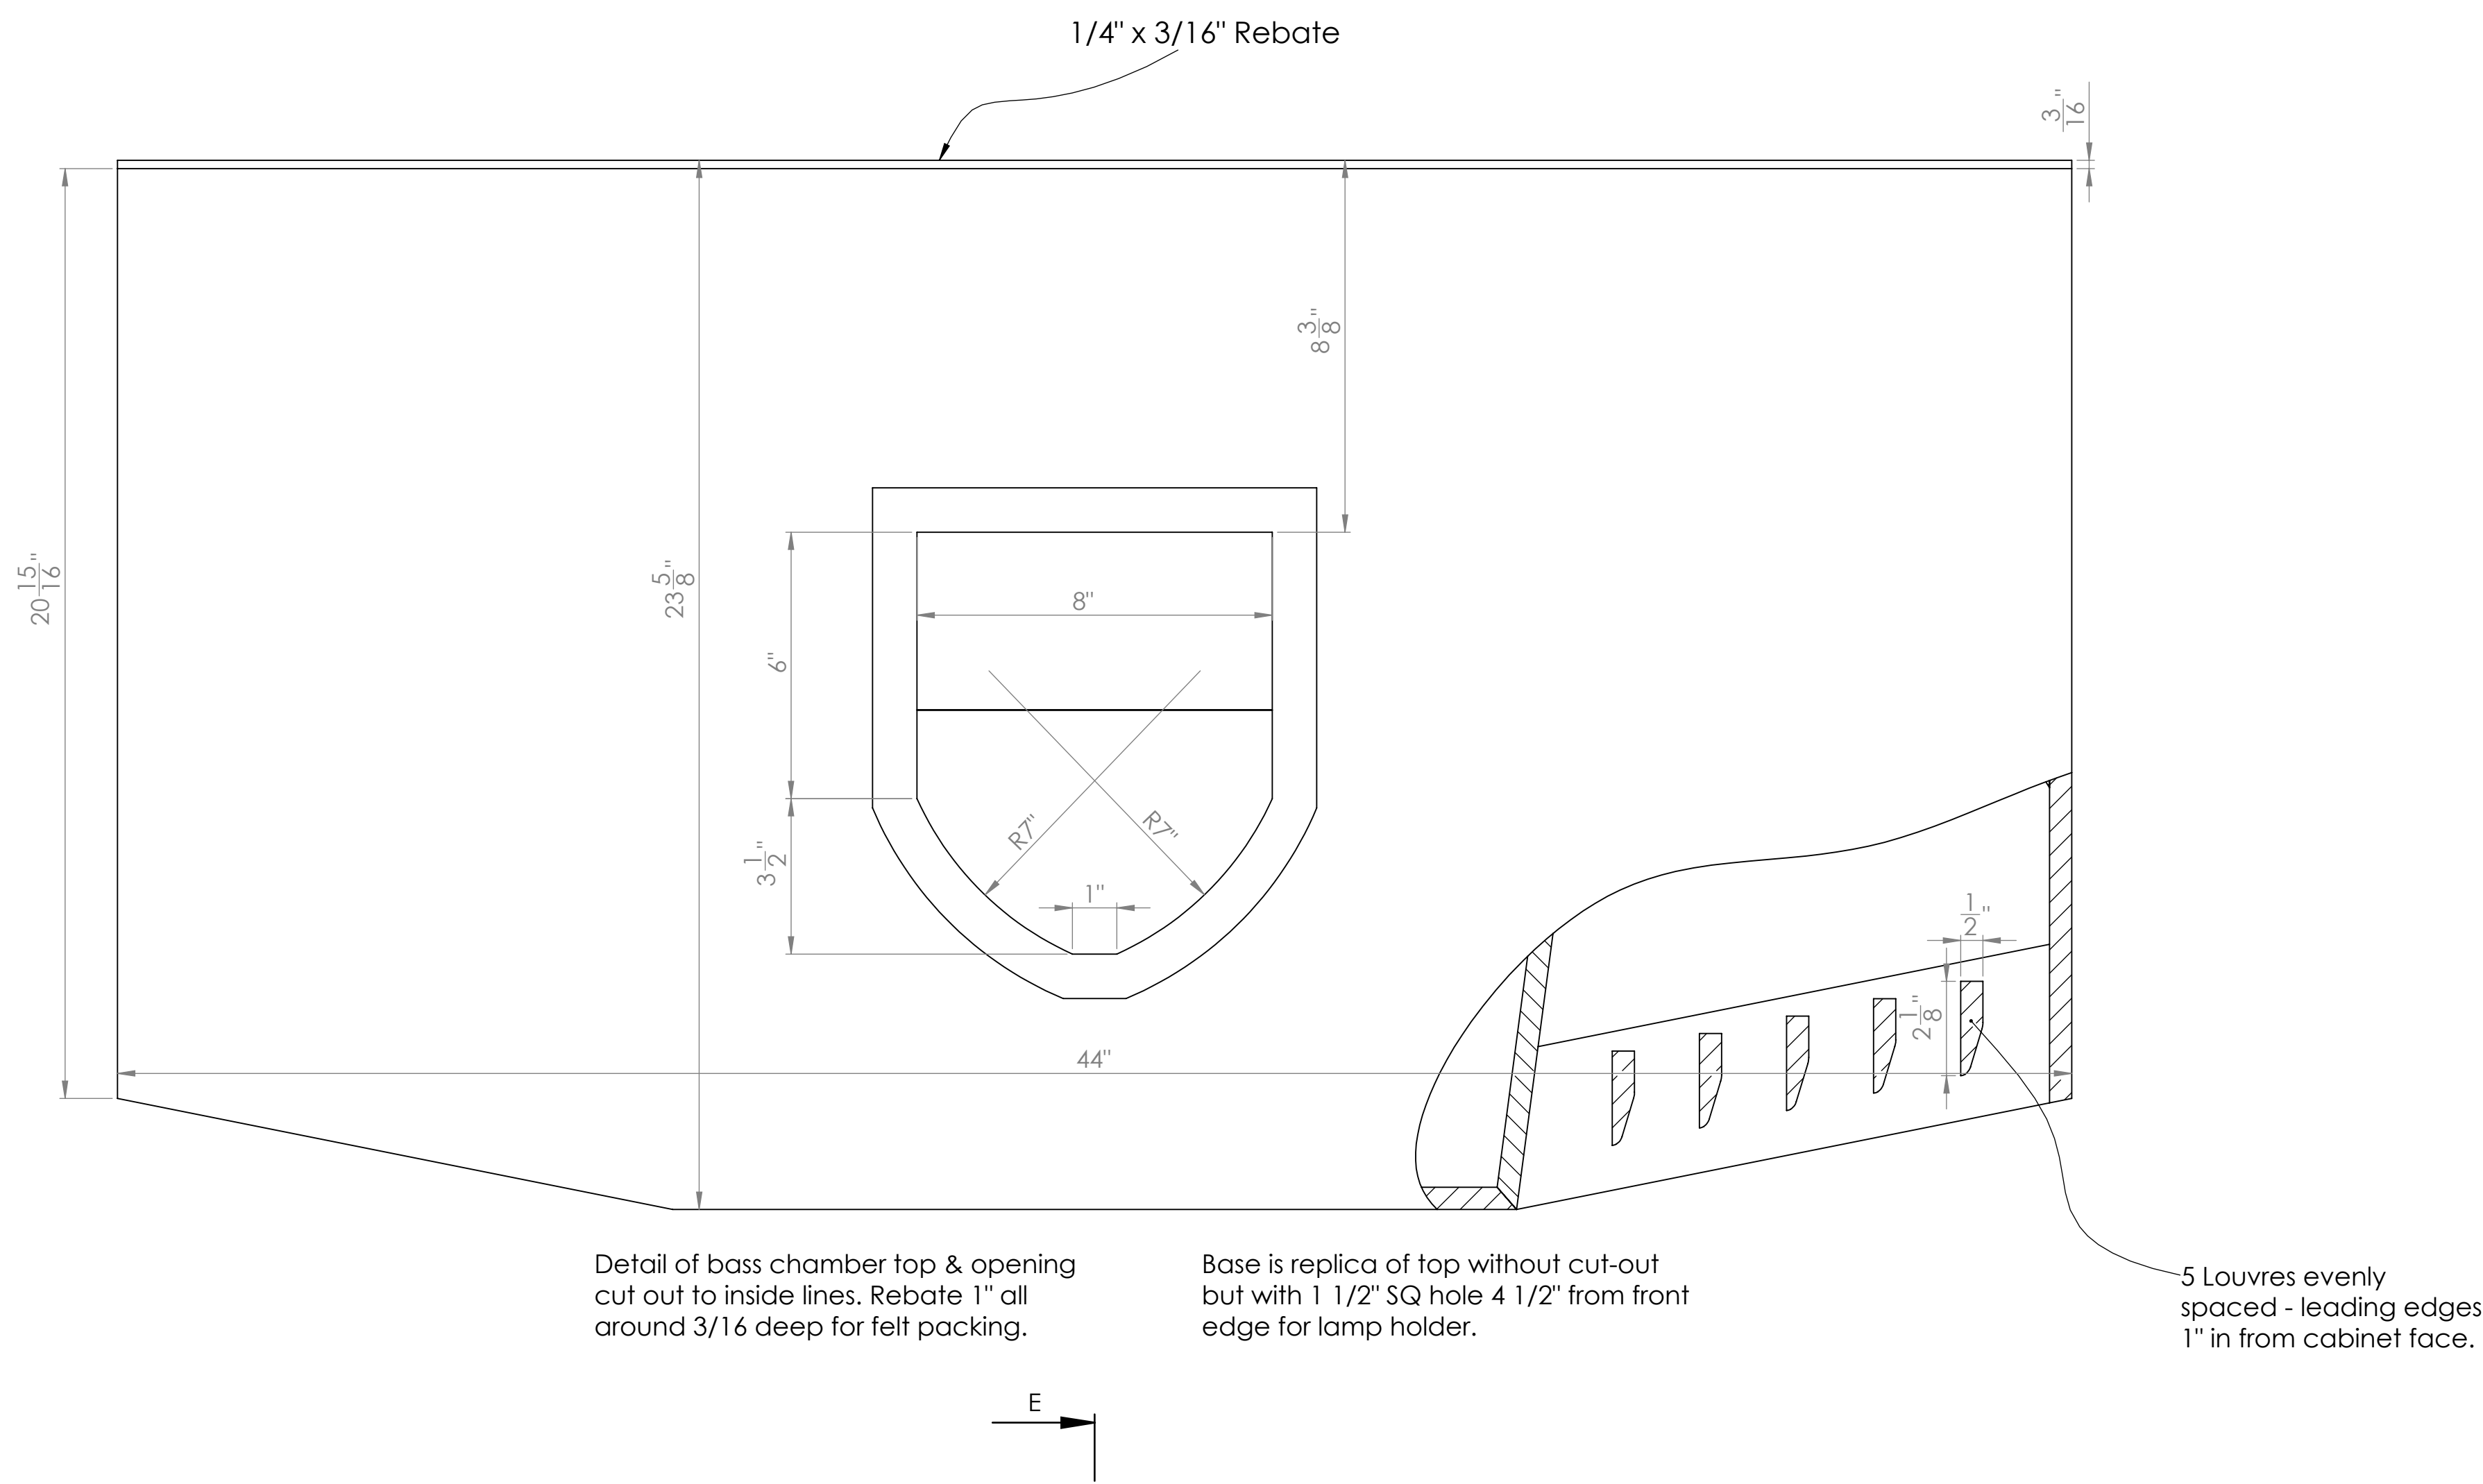 1/4" x 3/16" Rebate
3/16"
8 3/8"
20 15/16"
23 5/8"
8"
6"
R7"
R7"
3 1/2"
1"
1/2"
2 1/8"
44"
Detail of bass chamber top & opening
cut out to inside lines. Rebate 1" all
around 3/16 deep for felt packing.
Base is replica of top without cut-out
but with 1 1/2" SQ hole 4 1/2" from front
edge for lamp holder.
5 Louvres evenly
spaced - leading edges
1" in from cabinet face.
E